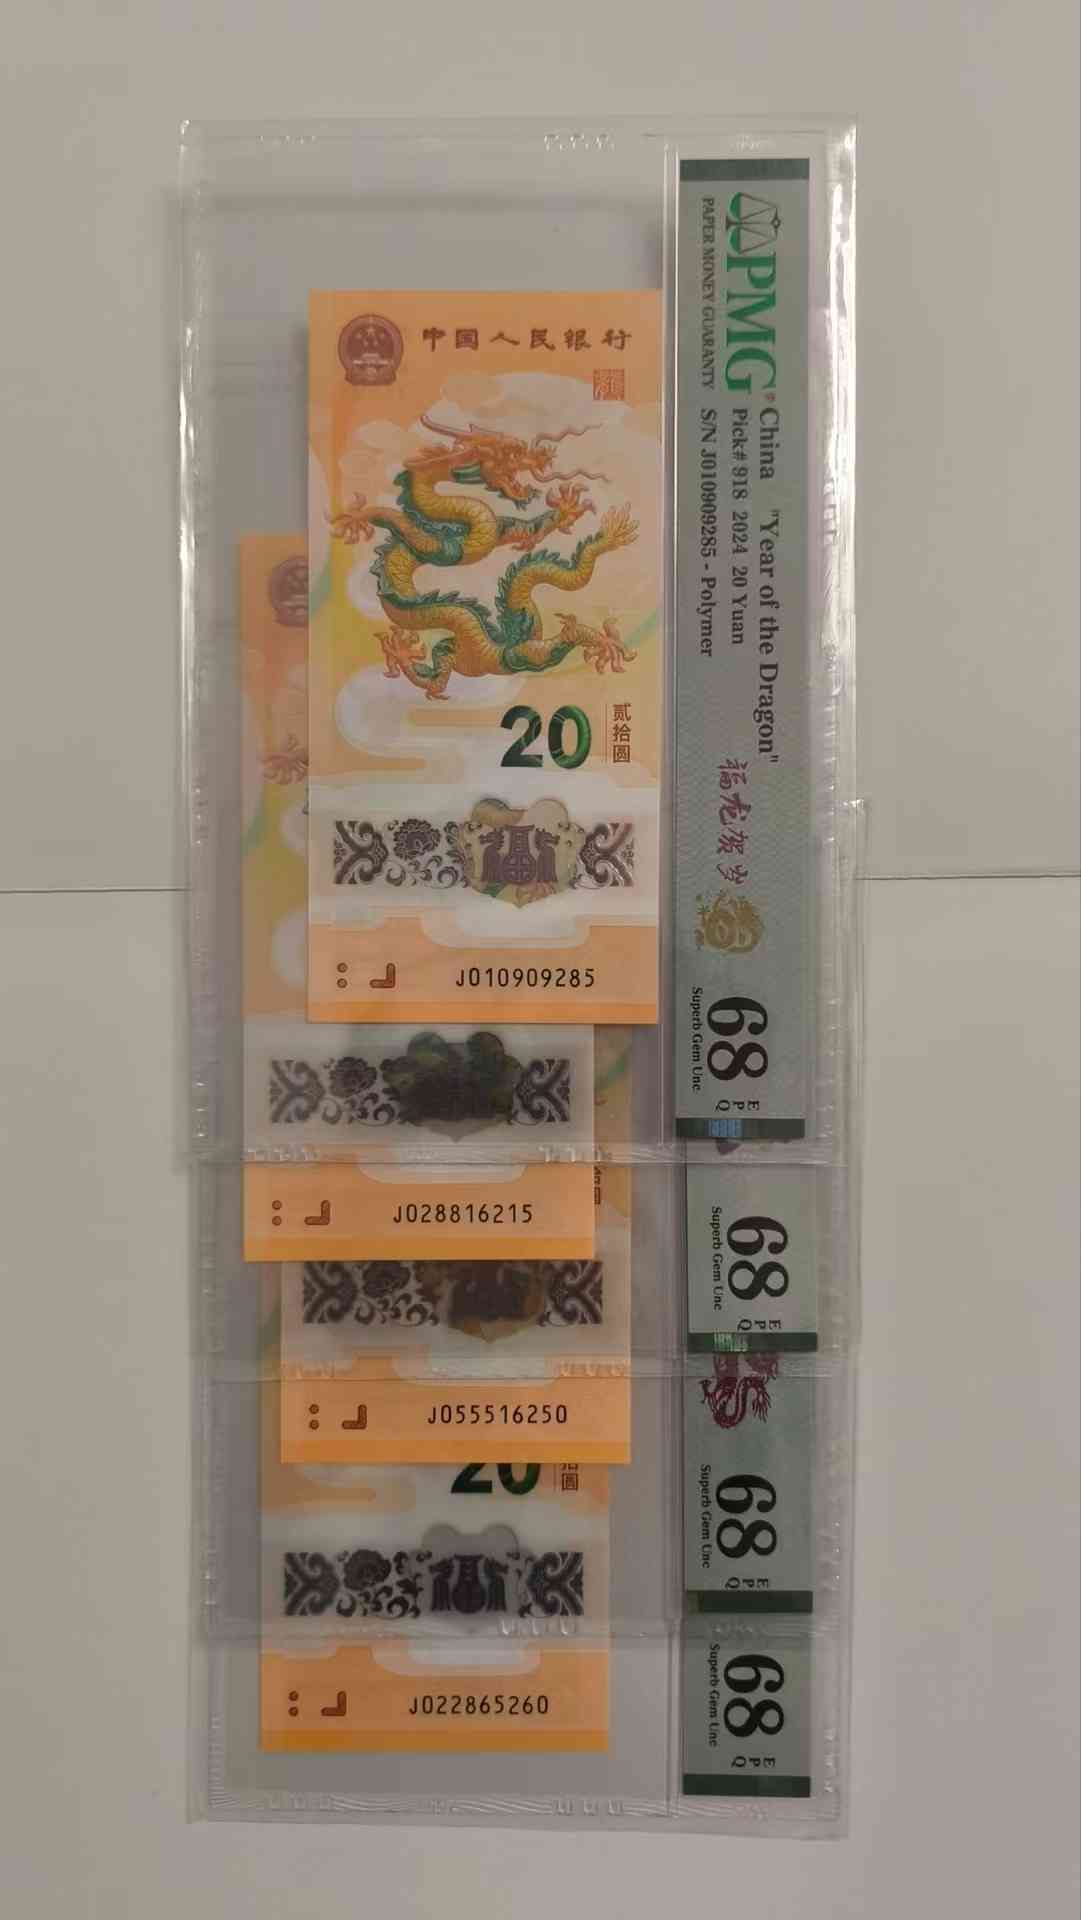 中国人民银行
20
贰拾圆
J010909285
PMG
PAPER MONEY GUARANTY
China "Year of the Dragon"
Pick# 918 2024 20 Yuan
S/N J010909285 - Polymer
福龙贺岁
68
Superb Gem Unc
EPQ
J028816215
68
Superb Gem Unc
EPQ
J055516250
68
Superb Gem Unc
EPQ
20
拾圆
J022865260
68
Superb Gem Unc
EPQ